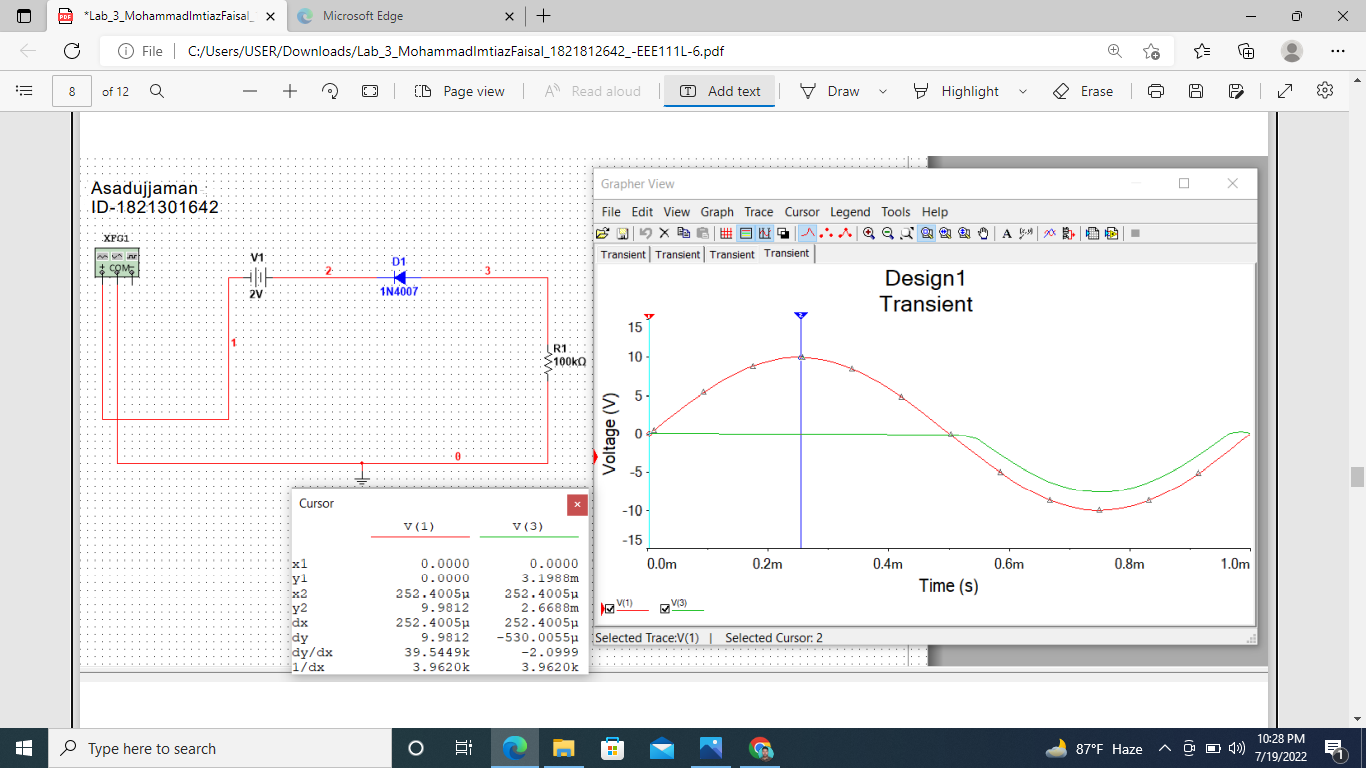 *Lab_3_MohammadImtiazFaisal_
Microsoft Edge
File
C:/Users/USER/Downloads/Lab_3_MohammadImtiazFaisal_1821812642_-EEE111L-6.pdf
8 of 12
Page view
Read aloud
Add text
Draw
Highlight
Erase
Asadujjaman
ID-1821301642
XFG1
COM
V1
2V
2
D1
1N4007
3
1
R1
100kΩ
0
Grapher View
File Edit View Graph Trace Cursor Legend Tools Help
Transient Transient Transient Transient
Design1
Transient
Voltage (V)
15
10
5
0
-5
-10
-15
0.0m 0.2m 0.4m 0.6m 0.8m 1.0m
Time (s)
V(1) V(3)
Selected Trace:V(1) | Selected Cursor: 2
Cursor
V(1) V(3)
x1 0.0000 0.0000
y1 0.0000 3.1988m
x2 252.4005µ 252.4005µ
y2 9.9812 2.6688m
dx 252.4005µ 252.4005µ
dy 9.9812 -530.0055µ
dy/dx 39.5449k -2.0999
1/dx 3.9620k 3.9620k
Type here to search
87°F Haze
10:28 PM
7/19/2022
1